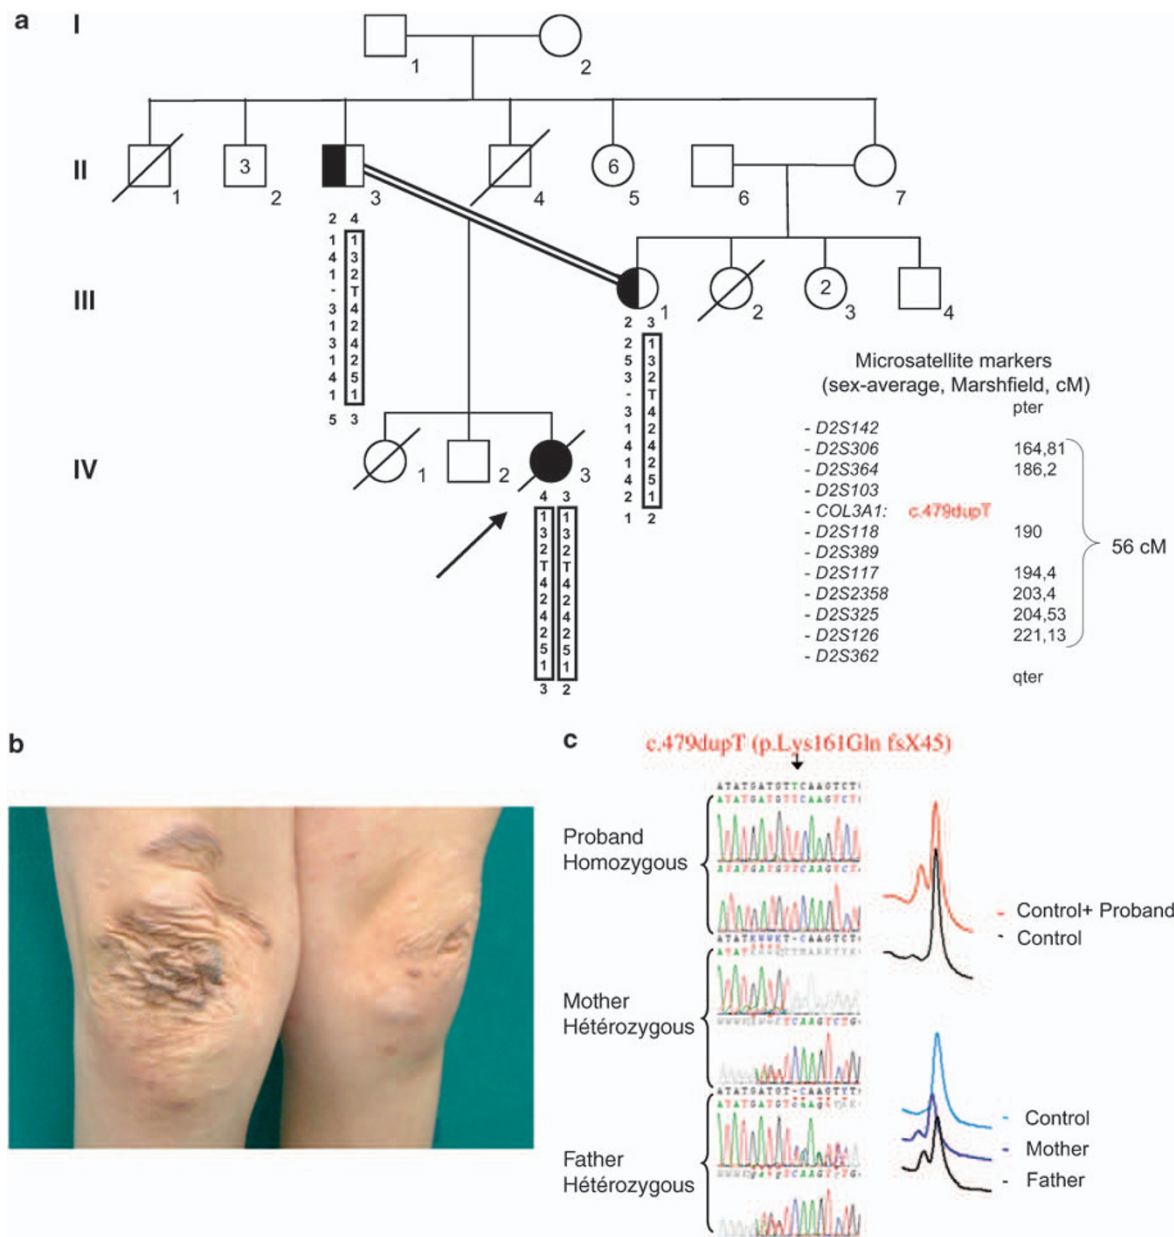 a
I
1
2
II
1
3
2
3
4
6
5
6
7
2 4
1 1
4 3
1 2
- T
3 4
1 2
3 4
1 2
4 5
1 1
5 3
III
1
2
2
3
4
2 3
2 1
5 3
3 2
- T
3 4
1 2
4 4
1 2
4 5
2 1
1 2
IV
1
2
3
4 3
1 1
3 3
2 2
T T
4 4
2 2
4 4
2 2
5 5
1 1
3 2
Microsatellite markers
(sex-average, Marshfield, cM)
pter
- D2S142
- D2S306 164,81
- D2S364 186,2
- D2S103
- COL3A1: c.479dupT
- D2S118 190
- D2S389
- D2S117 194,4
- D2S2358 203,4
- D2S325 204,53
- D2S126 221,13
- D2S362
qter
56 cM
b
c
c.479dupT (p.Lys161Gln fsX45)
ATATGATGTTCAAGTCT
ATATGATGTTCAAGTCT
Proband
Homozygous
ATATGATGTTCAAGTCT
ATATKWWKT-CAAGTCT
Mother
Hétérozygous
ATATGATGT-CAAGTYT
Father
Hétérozygous
Control+ Proband
Control
Control
Mother
Father